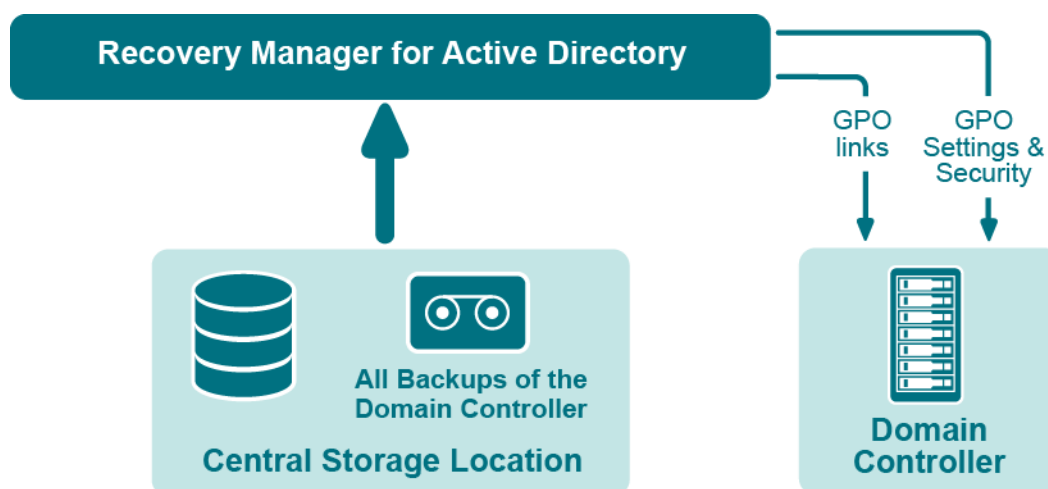 Recovery Manager for Active Directory
GPO
links
GPO
Settings &
Security
All Backups of the
Domain Controller
Central Storage Location
Domain
Controller